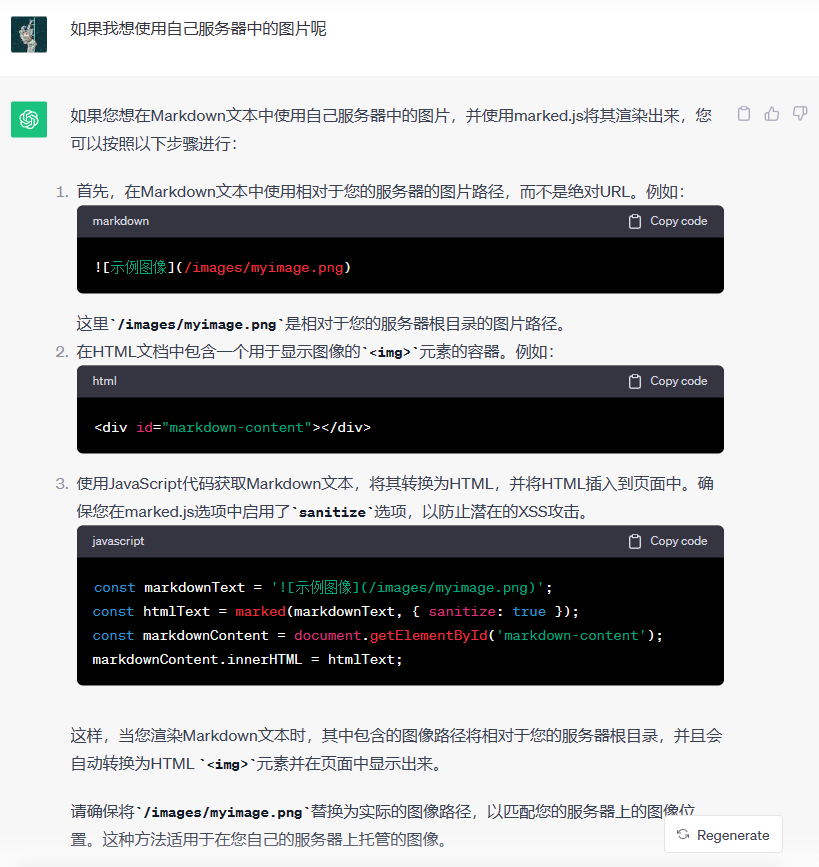 如果我想使用自己服务器中的图片呢
如果您想在Markdown文本中使用自己服务器中的图片，并使用marked.js将其渲染出来，您
可以按照以下步骤进行：
1. 首先，在Markdown文本中使用相对于您的服务器的图片路径，而不是绝对URL。例如：
markdown Copy code
![示例图像](/images/myimage.png)
这里`/images/myimage.png`是相对于您的服务器根目录的图片路径。
2. 在HTML文档中包含一个用于显示图像的`<img>`元素的容器。例如：
html Copy code
<div id="markdown-content"></div>
3. 使用JavaScript代码获取Markdown文本，将其转换为HTML，并将HTML插入到页面中。确
保您在marked.js选项中启用了`sanitize`选项，以防止潜在的XSS攻击。
javascript Copy code
const markdownText = '![示例图像](/images/myimage.png)';
const htmlText = marked(markdownText, { sanitize: true });
const markdownContent = document.getElementById('markdown-content');
markdownContent.innerHTML = htmlText;
这样，当您渲染Markdown文本时，其中包含的图像路径将相对于您的服务器根目录，并且会
自动转换为HTML `<img>`元素并在页面中显示出来。
请确保将`/images/myimage.png`替换为实际的图像路径，以匹配您的服务器上的图像位
置。这种方法适用于在您自己的服务器上托管的图像。
Regenerate